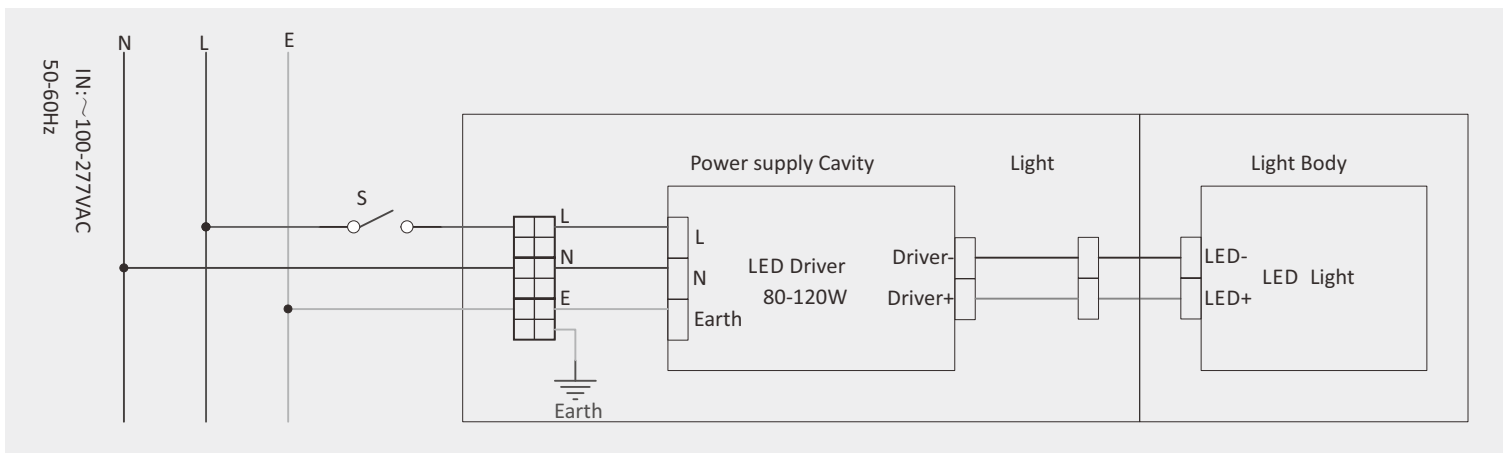 N
L
E
IN:～100-277VAC
50-60Hz
Power supply Cavity
Light
Light Body
S
L
L
N
N
E
Earth
LED Driver
80-120W
Driver-
Driver+
LED-
LED+
LED Light
Earth